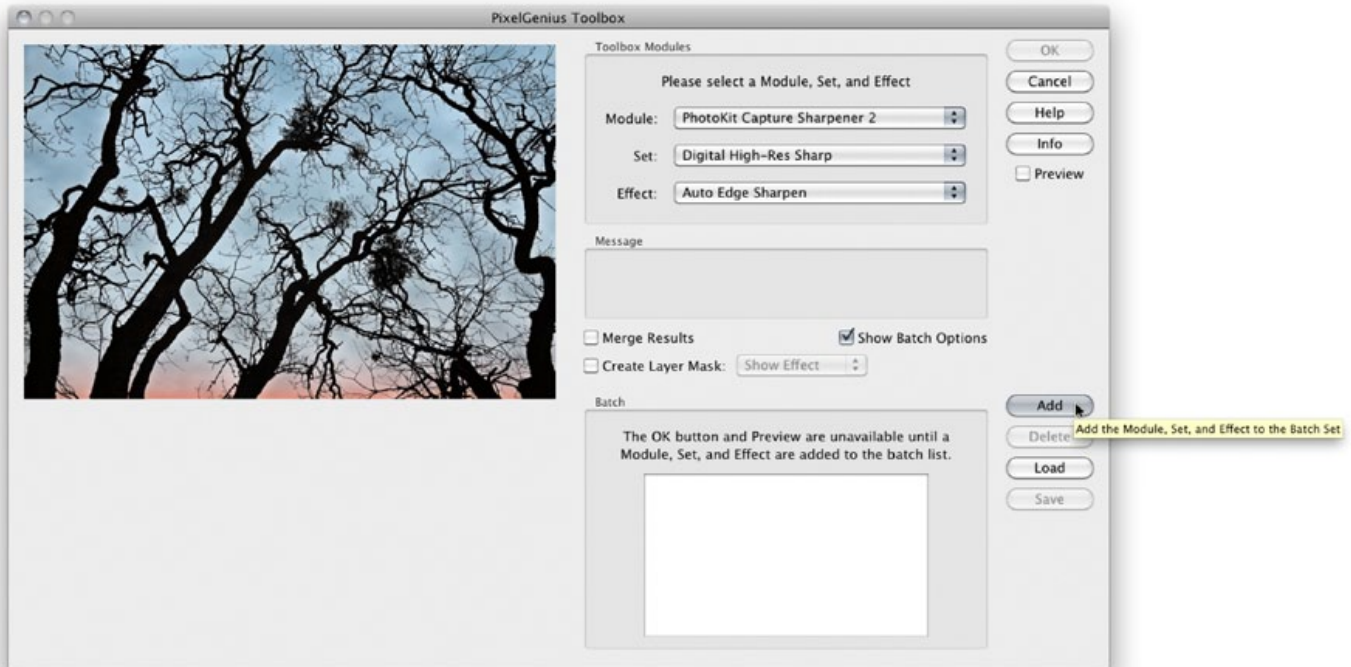 PixelGenius Toolbox
Toolbox Modules
Please select a Module, Set, and Effect
Module: PhotoKit Capture Sharpener 2
Set: Digital High-Res Sharp
Effect: Auto Edge Sharpen
OK
Cancel
Help
Info
Preview
Message
Merge Results
Show Batch Options
Create Layer Mask: Show Effect
Batch
The OK button and Preview are unavailable until a
Module, Set, and Effect are added to the batch list.
Add
Add the Module, Set, and Effect to the Batch Set
Delete
Load
Save